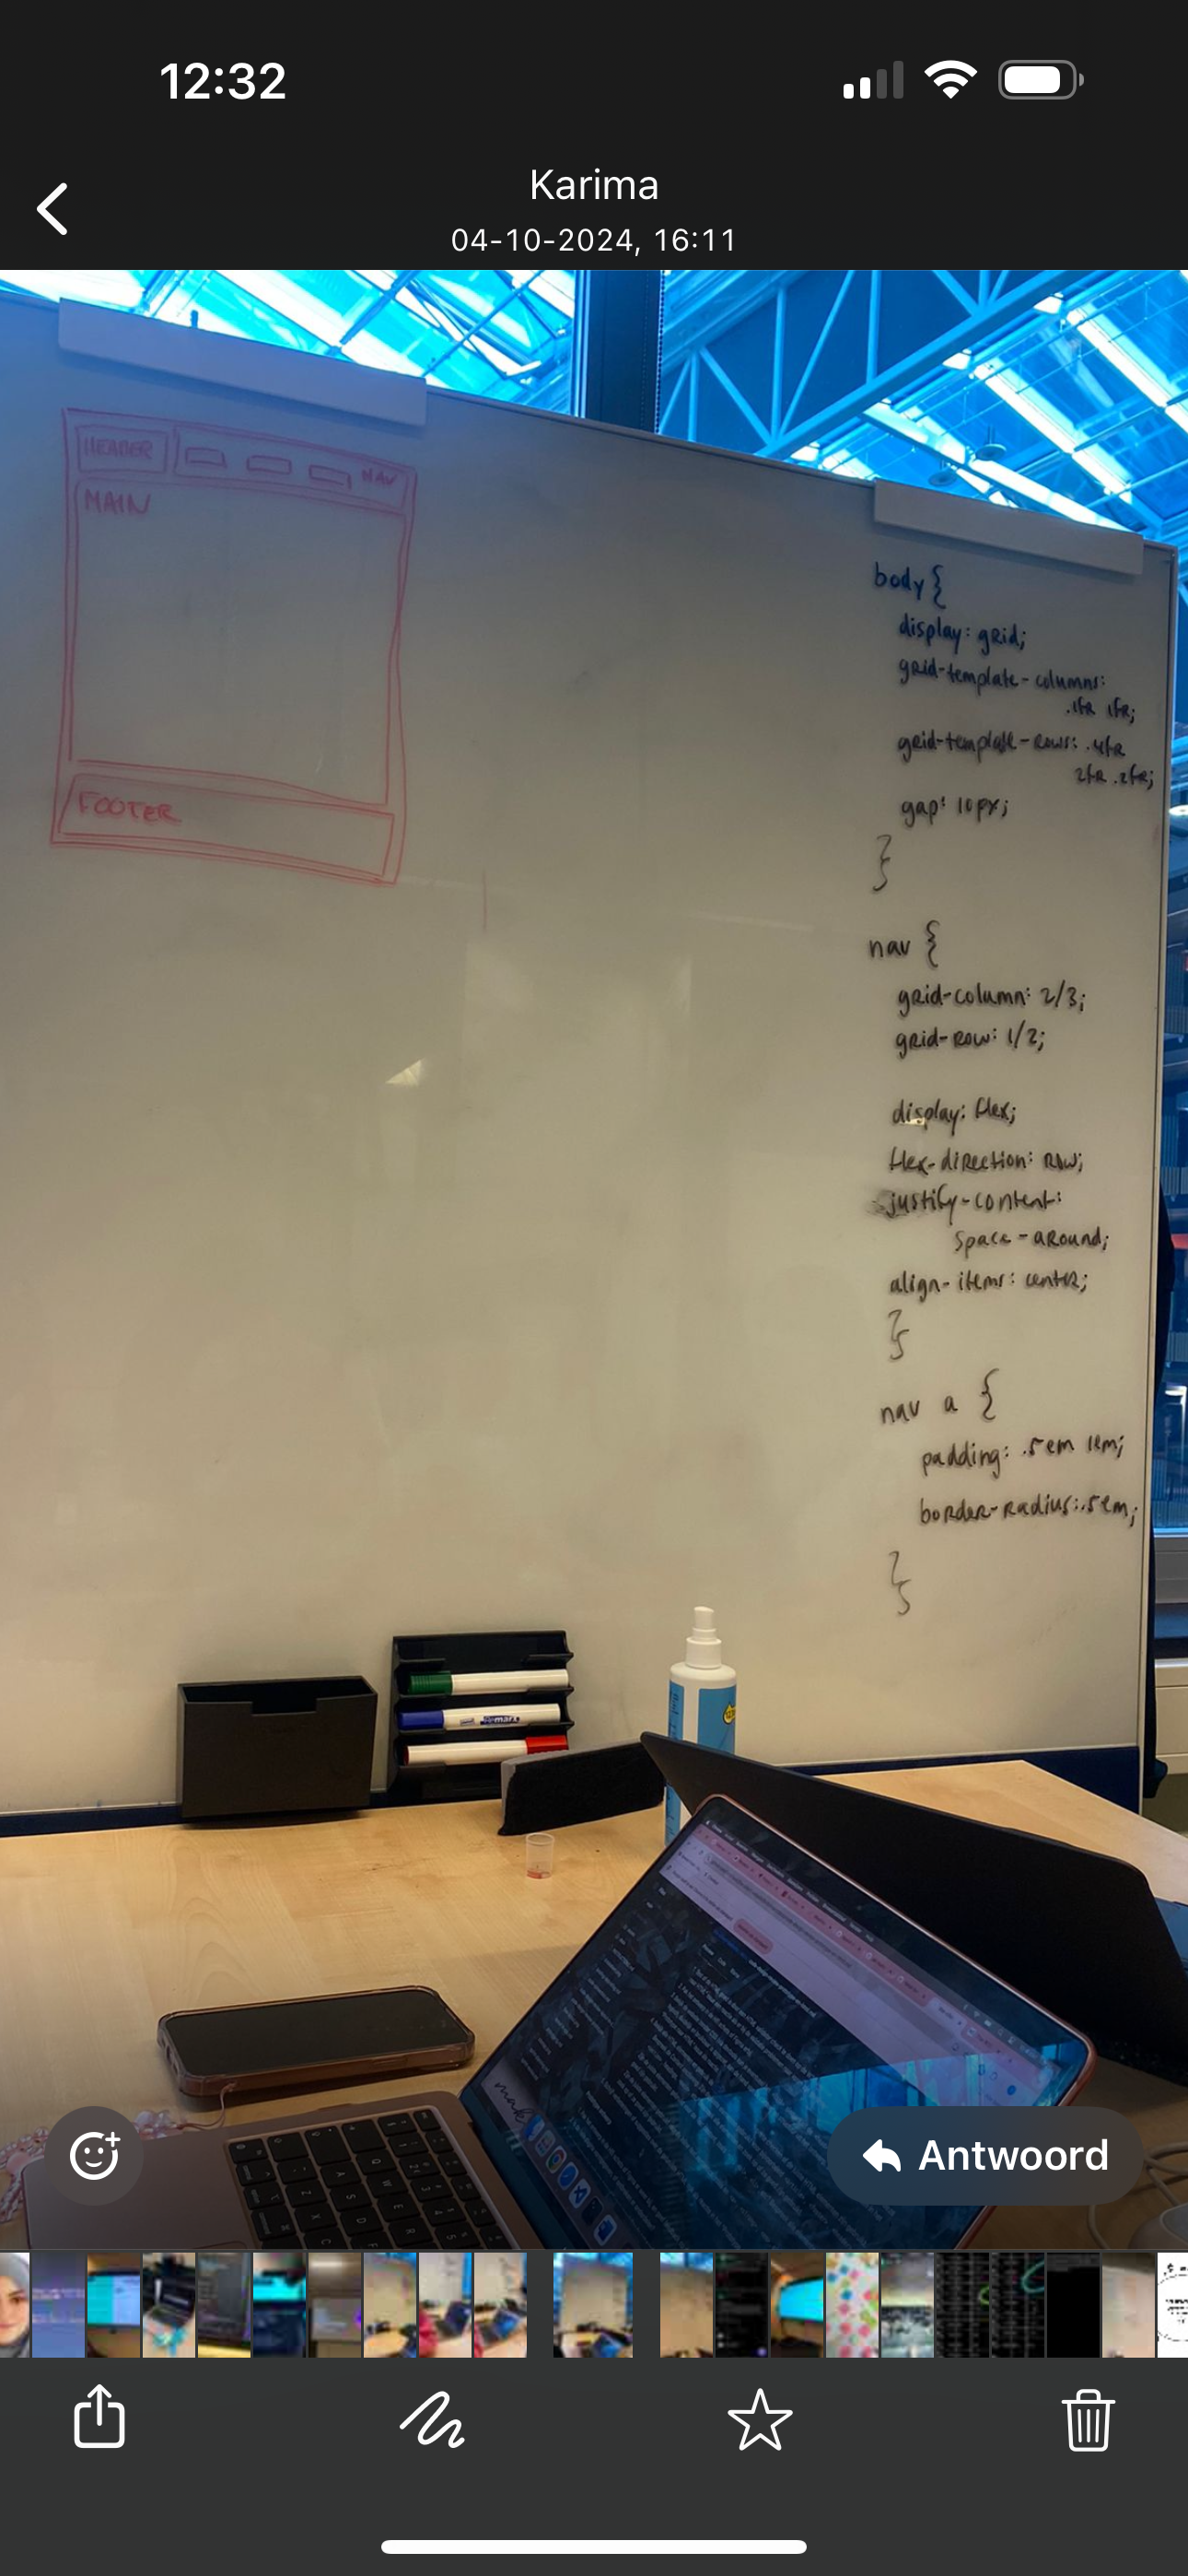 12:32
Karima
04-10-2024, 16:11
HEADER
NAV
MAIN
FOOTER
body {
display: grid;
grid-template-columns:
.1fr 1fr;
grid-template-rows: .4fr
2fr .2fr;
gap: 10px;
}
nav {
grid-column: 2/3;
grid-row: 1/2;
display: flex;
flex-direction: row;
justify-content:
space-around;
align-items: center;
}
nav a {
padding: .5em 1em;
border-radius: .5em;
}
Antwoord